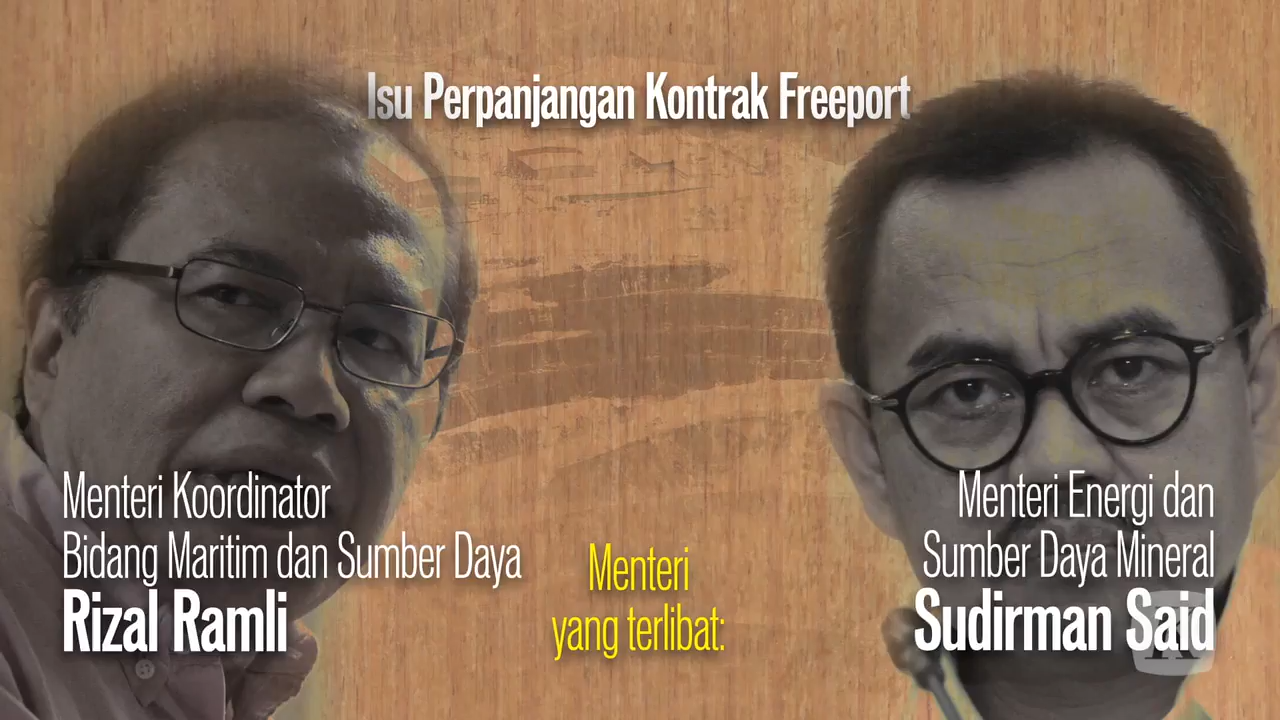 Isu Perpanjangan Kontrak Freeport
Menteri Koordinator
Bidang Maritim dan Sumber Daya
Rizal Ramli
Menteri
yang terlibat:
Menteri Energi dan
Sumber Daya Mineral
Sudirman Said